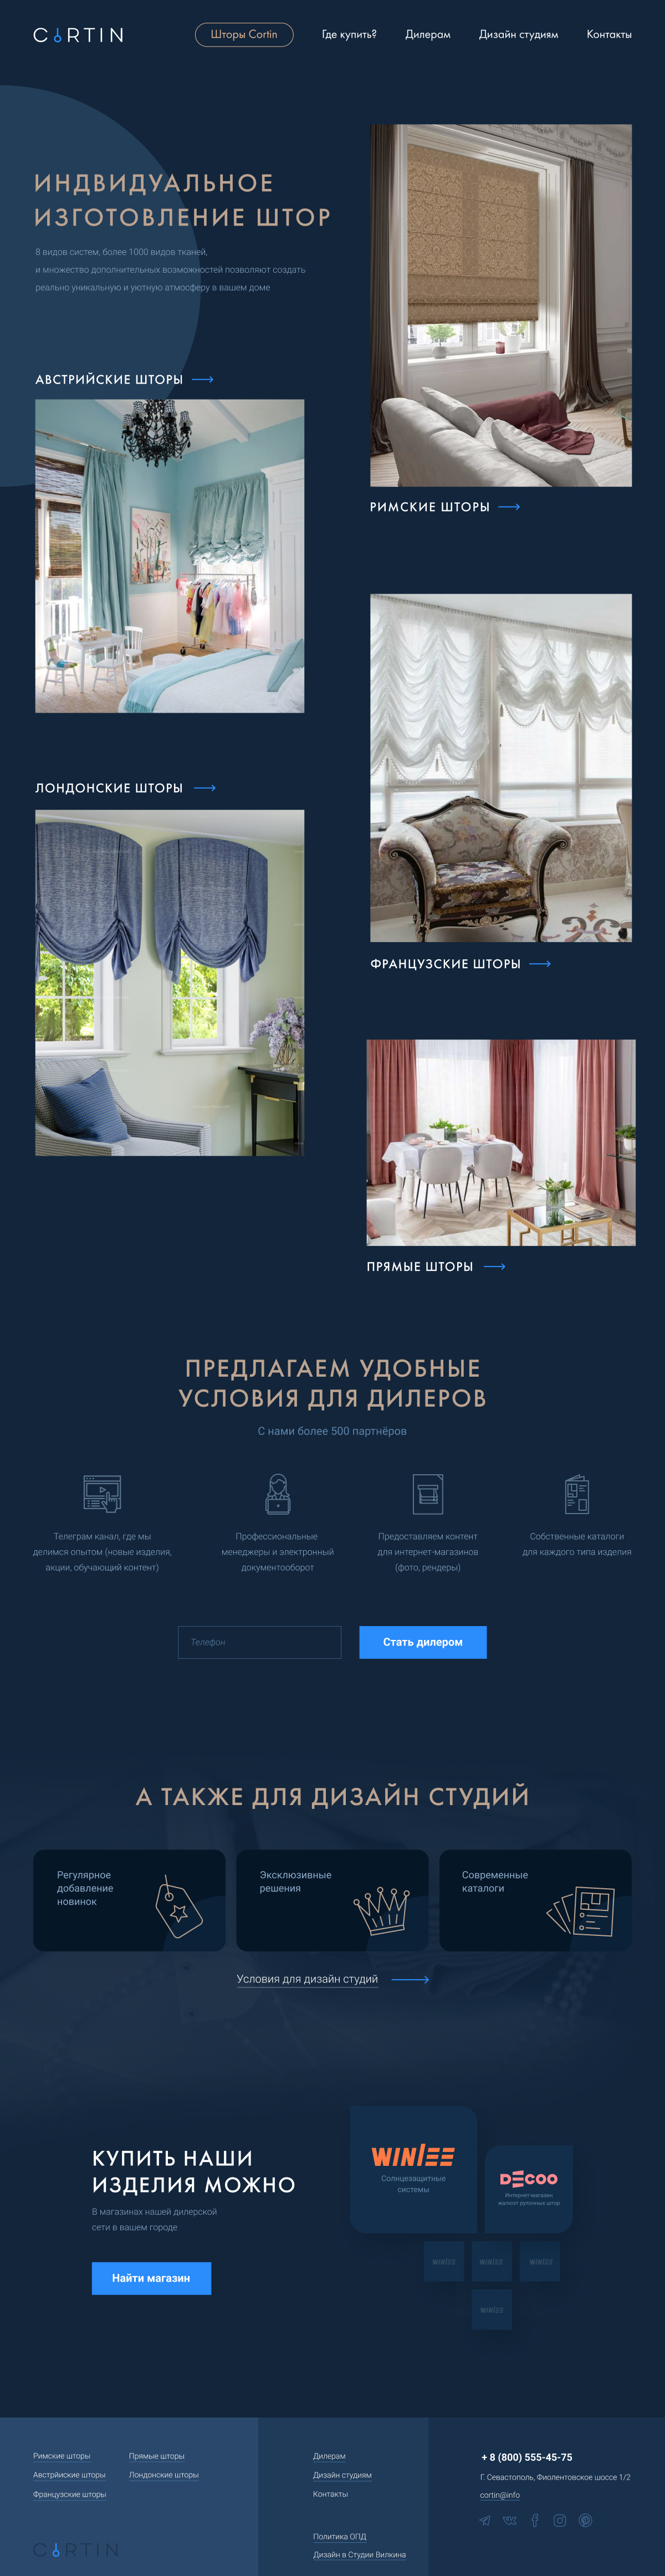 CORTIN
Шторы Cortin
Где купить?
Дилерам
Дизайн студиям
Контакты
ИНДВИДУАЛЬНОЕ
ИЗГОТОВЛЕНИЕ ШТОР
8 видов систем, более 1000 видов тканей,
и множество дополнительных возможностей позволяют создать
реально уникальную и уютную атмосферу в вашем доме
АВСТРИЙСКИЕ ШТОРЫ
РИМСКИЕ ШТОРЫ
ЛОНДОНСКИЕ ШТОРЫ
ФРАНЦУЗСКИЕ ШТОРЫ
ПРЯМЫЕ ШТОРЫ
ПРЕДЛАГАЕМ УДОБНЫЕ
УСЛОВИЯ ДЛЯ ДИЛЕРОВ
С нами более 500 партнёров
Телеграм канал, где мы
делимся опытом (новые изделия,
акции, обучающий контент)
Профессиональные
менеджеры и электронный
документооборот
Предоставляем контент
для интернет-магазинов
(фото, рендеры)
Собственные каталоги
для каждого типа изделия
Телефон
Стать дилером
А ТАКЖЕ ДЛЯ ДИЗАЙН СТУДИЙ
Регулярное
добавление
новинок
Эксклюзивные
решения
Современные
каталоги
Условия для дизайн студий
КУПИТЬ НАШИ
ИЗДЕЛИЯ МОЖНО
В магазинах нашей дилерской
сети в вашем городе
Найти магазин
WINLEE
Солнцезащитные
системы
DECOO
Интернет-магазин
жалюзи рулонных штор
WINLEE
WINLEE
WINLEE
WINLEE
Римские шторы
Прямые шторы
Австрйиские шторы
Лондонские шторы
Французские шторы
CORTIN
Дилерам
Дизайн студиям
Контакты
Политика ОПД
Дизайн в Студии Вилкина
+ 8 (800) 555-45-75
Г. Севастополь, Фиолентовское шоссе 1/2
cortin@info